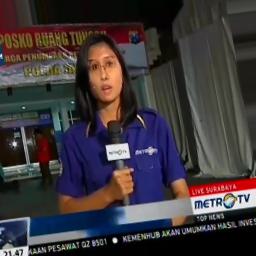 POSKO RUANG TUNGGU
METROTV
METROTV
LIVE SURABAYA
METROTV
TOP NEWS
21.47
KAAN PESAWAT QZ 8501 • KEMENHUB AKAN UMUMKAN HASIL INVES